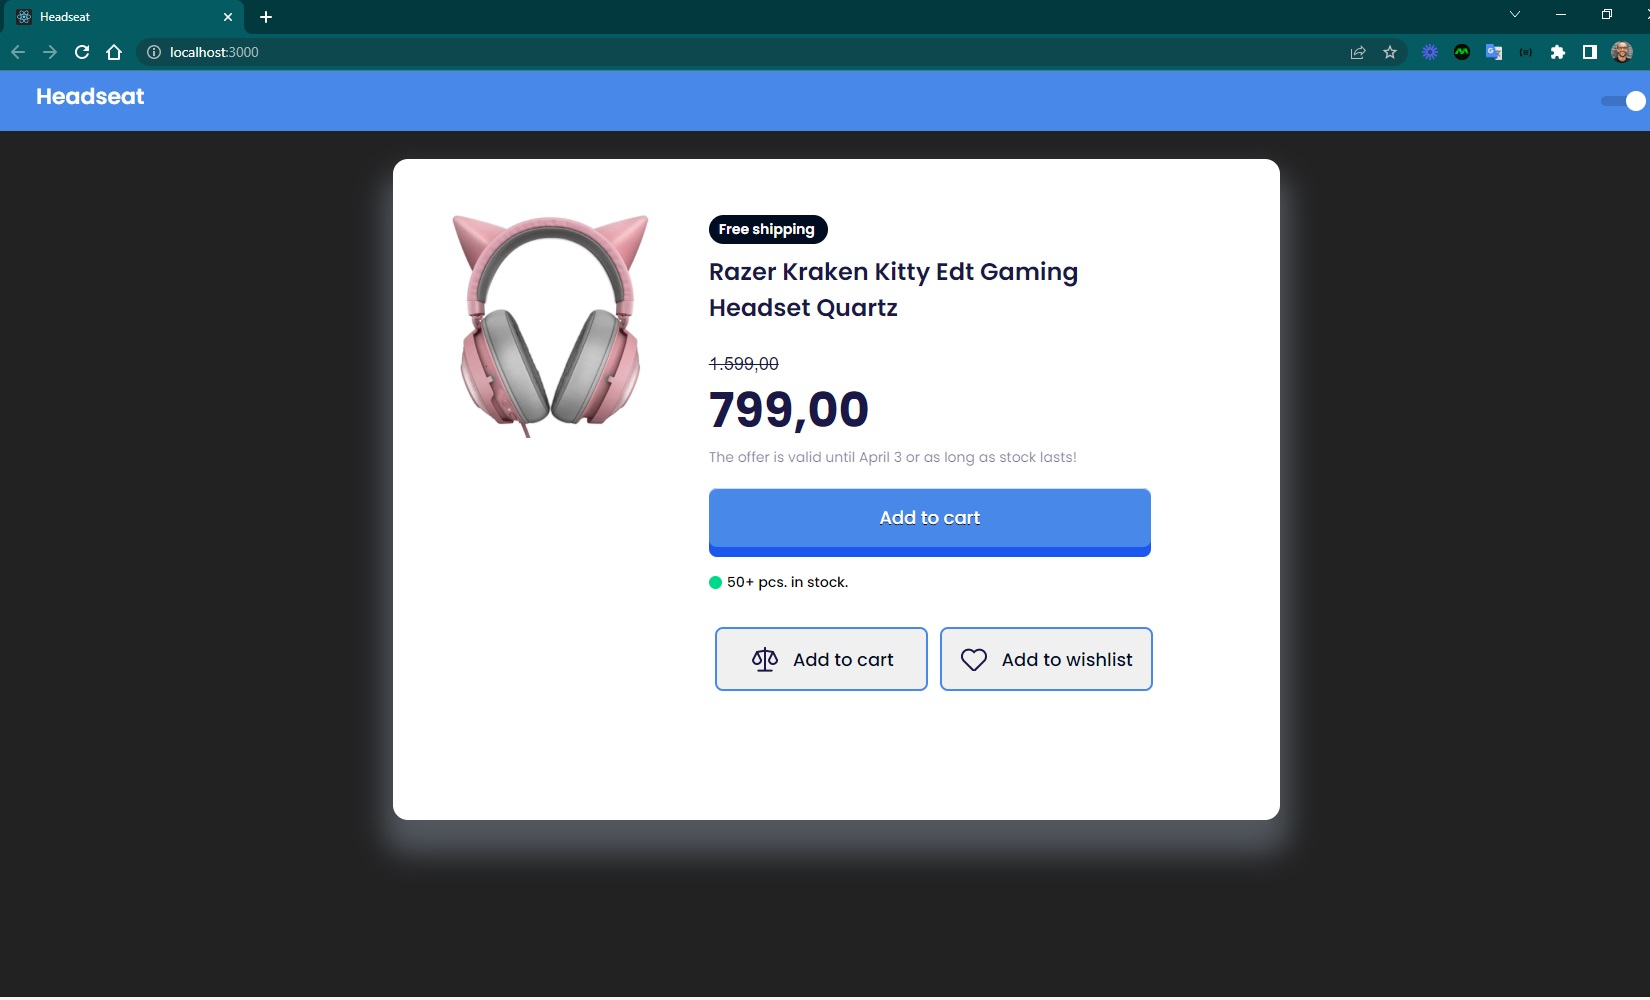 Headseat
localhost:3000
Headseat
Free shipping
Razer Kraken Kitty Edt Gaming
Headset Quartz
1.599,00
799,00
The offer is valid until April 3 or as long as stock lasts!
Add to cart
50+ pcs. in stock.
Add to cart
Add to wishlist